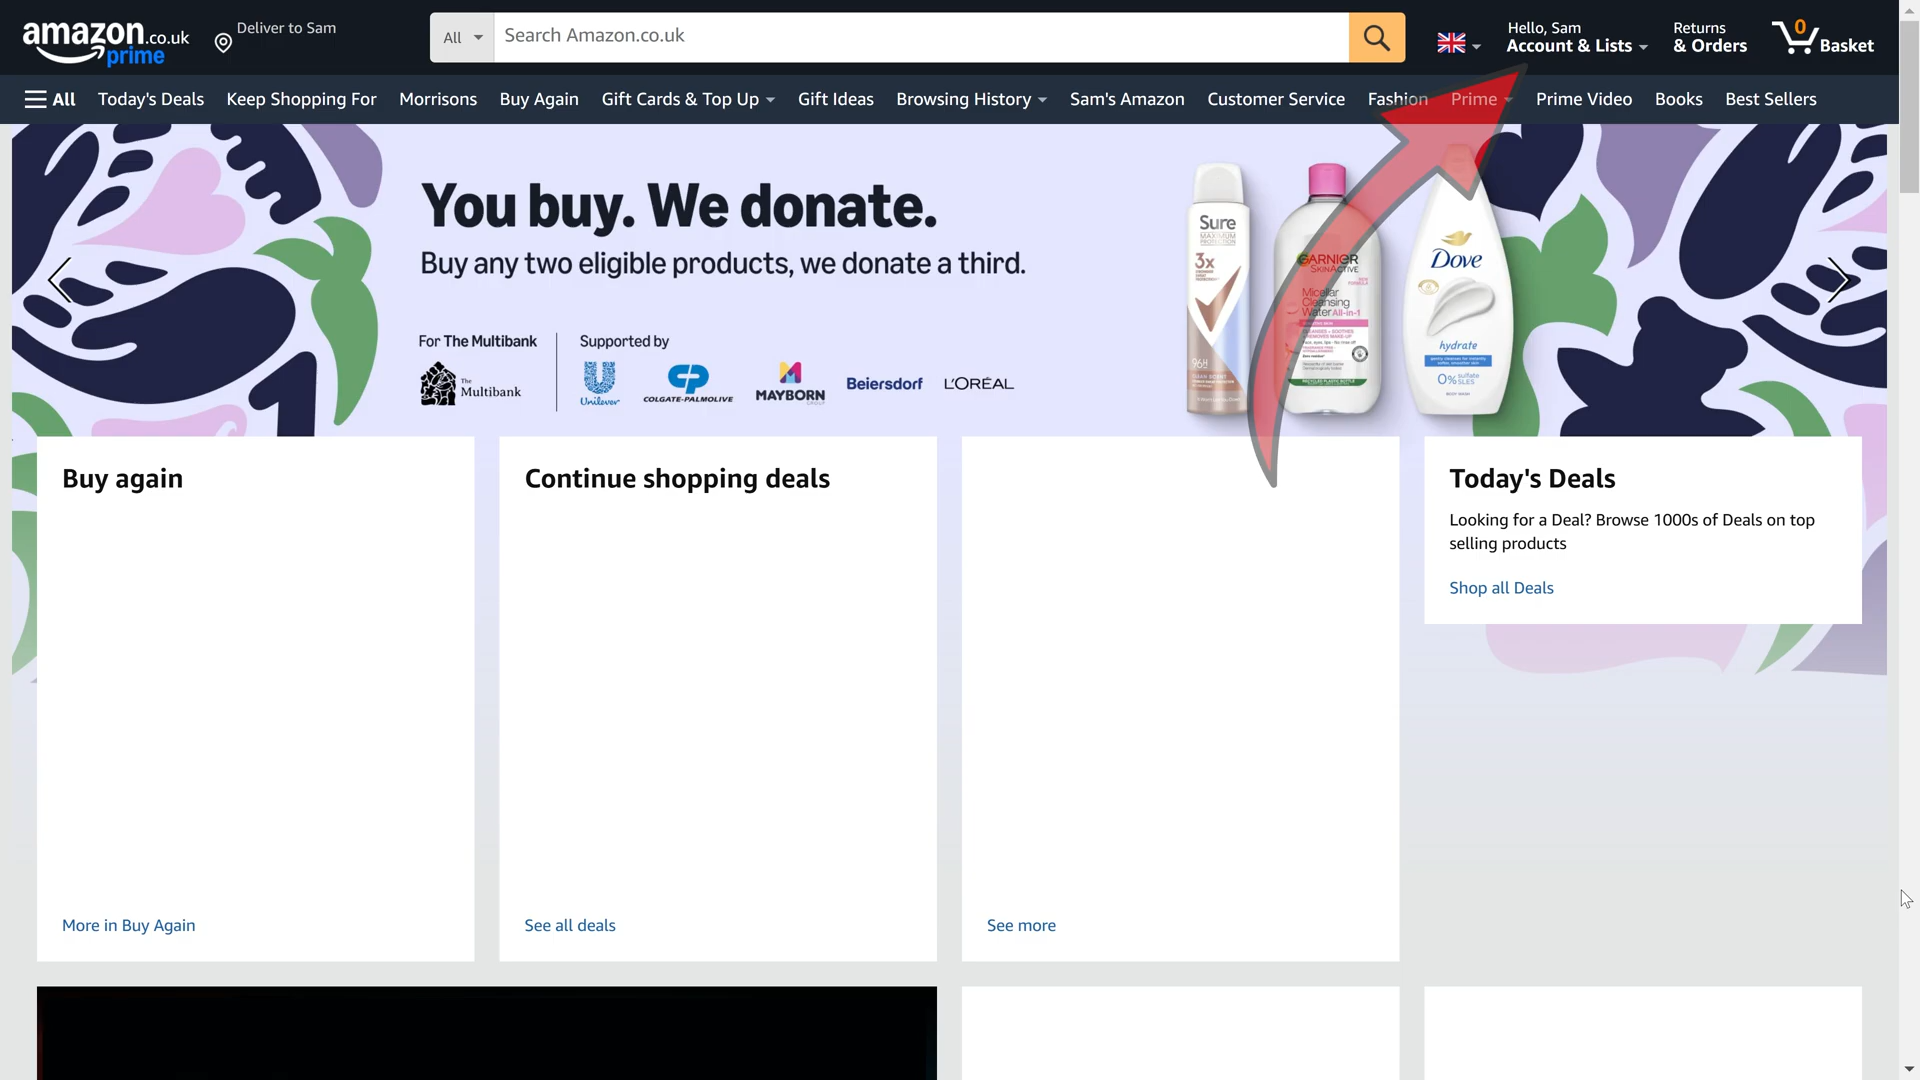 amazon.co.uk
prime
Deliver to Sam
All
Search Amazon.co.uk
Hello, Sam
Account & Lists
Returns
& Orders
0
Basket
All
Today's Deals
Keep Shopping For
Morrisons
Buy Again
Gift Cards & Top Up
Gift Ideas
Browsing History
Sam's Amazon
Customer Service
Fashion
Prime
Prime Video
Books
Best Sellers
You buy. We donate.
Buy any two eligible products, we donate a third.
For The Multibank
The
Multibank
Supported by
Unilever
COLGATE-PALMOLIVE
MAYBORN
Beiersdorf
L'ORÉAL
Sure
MAXIMUM
PROTECTION
3x
96H
GARNIER
SKINACTIVE
Micellar
Cleansing
Water All-in-1
Dove
hydrate
0% sulfate
SLES
BODY WASH
Buy again
More in Buy Again
Continue shopping deals
See all deals
See more
Today's Deals
Looking for a Deal? Browse 1000s of Deals on top
selling products
Shop all Deals